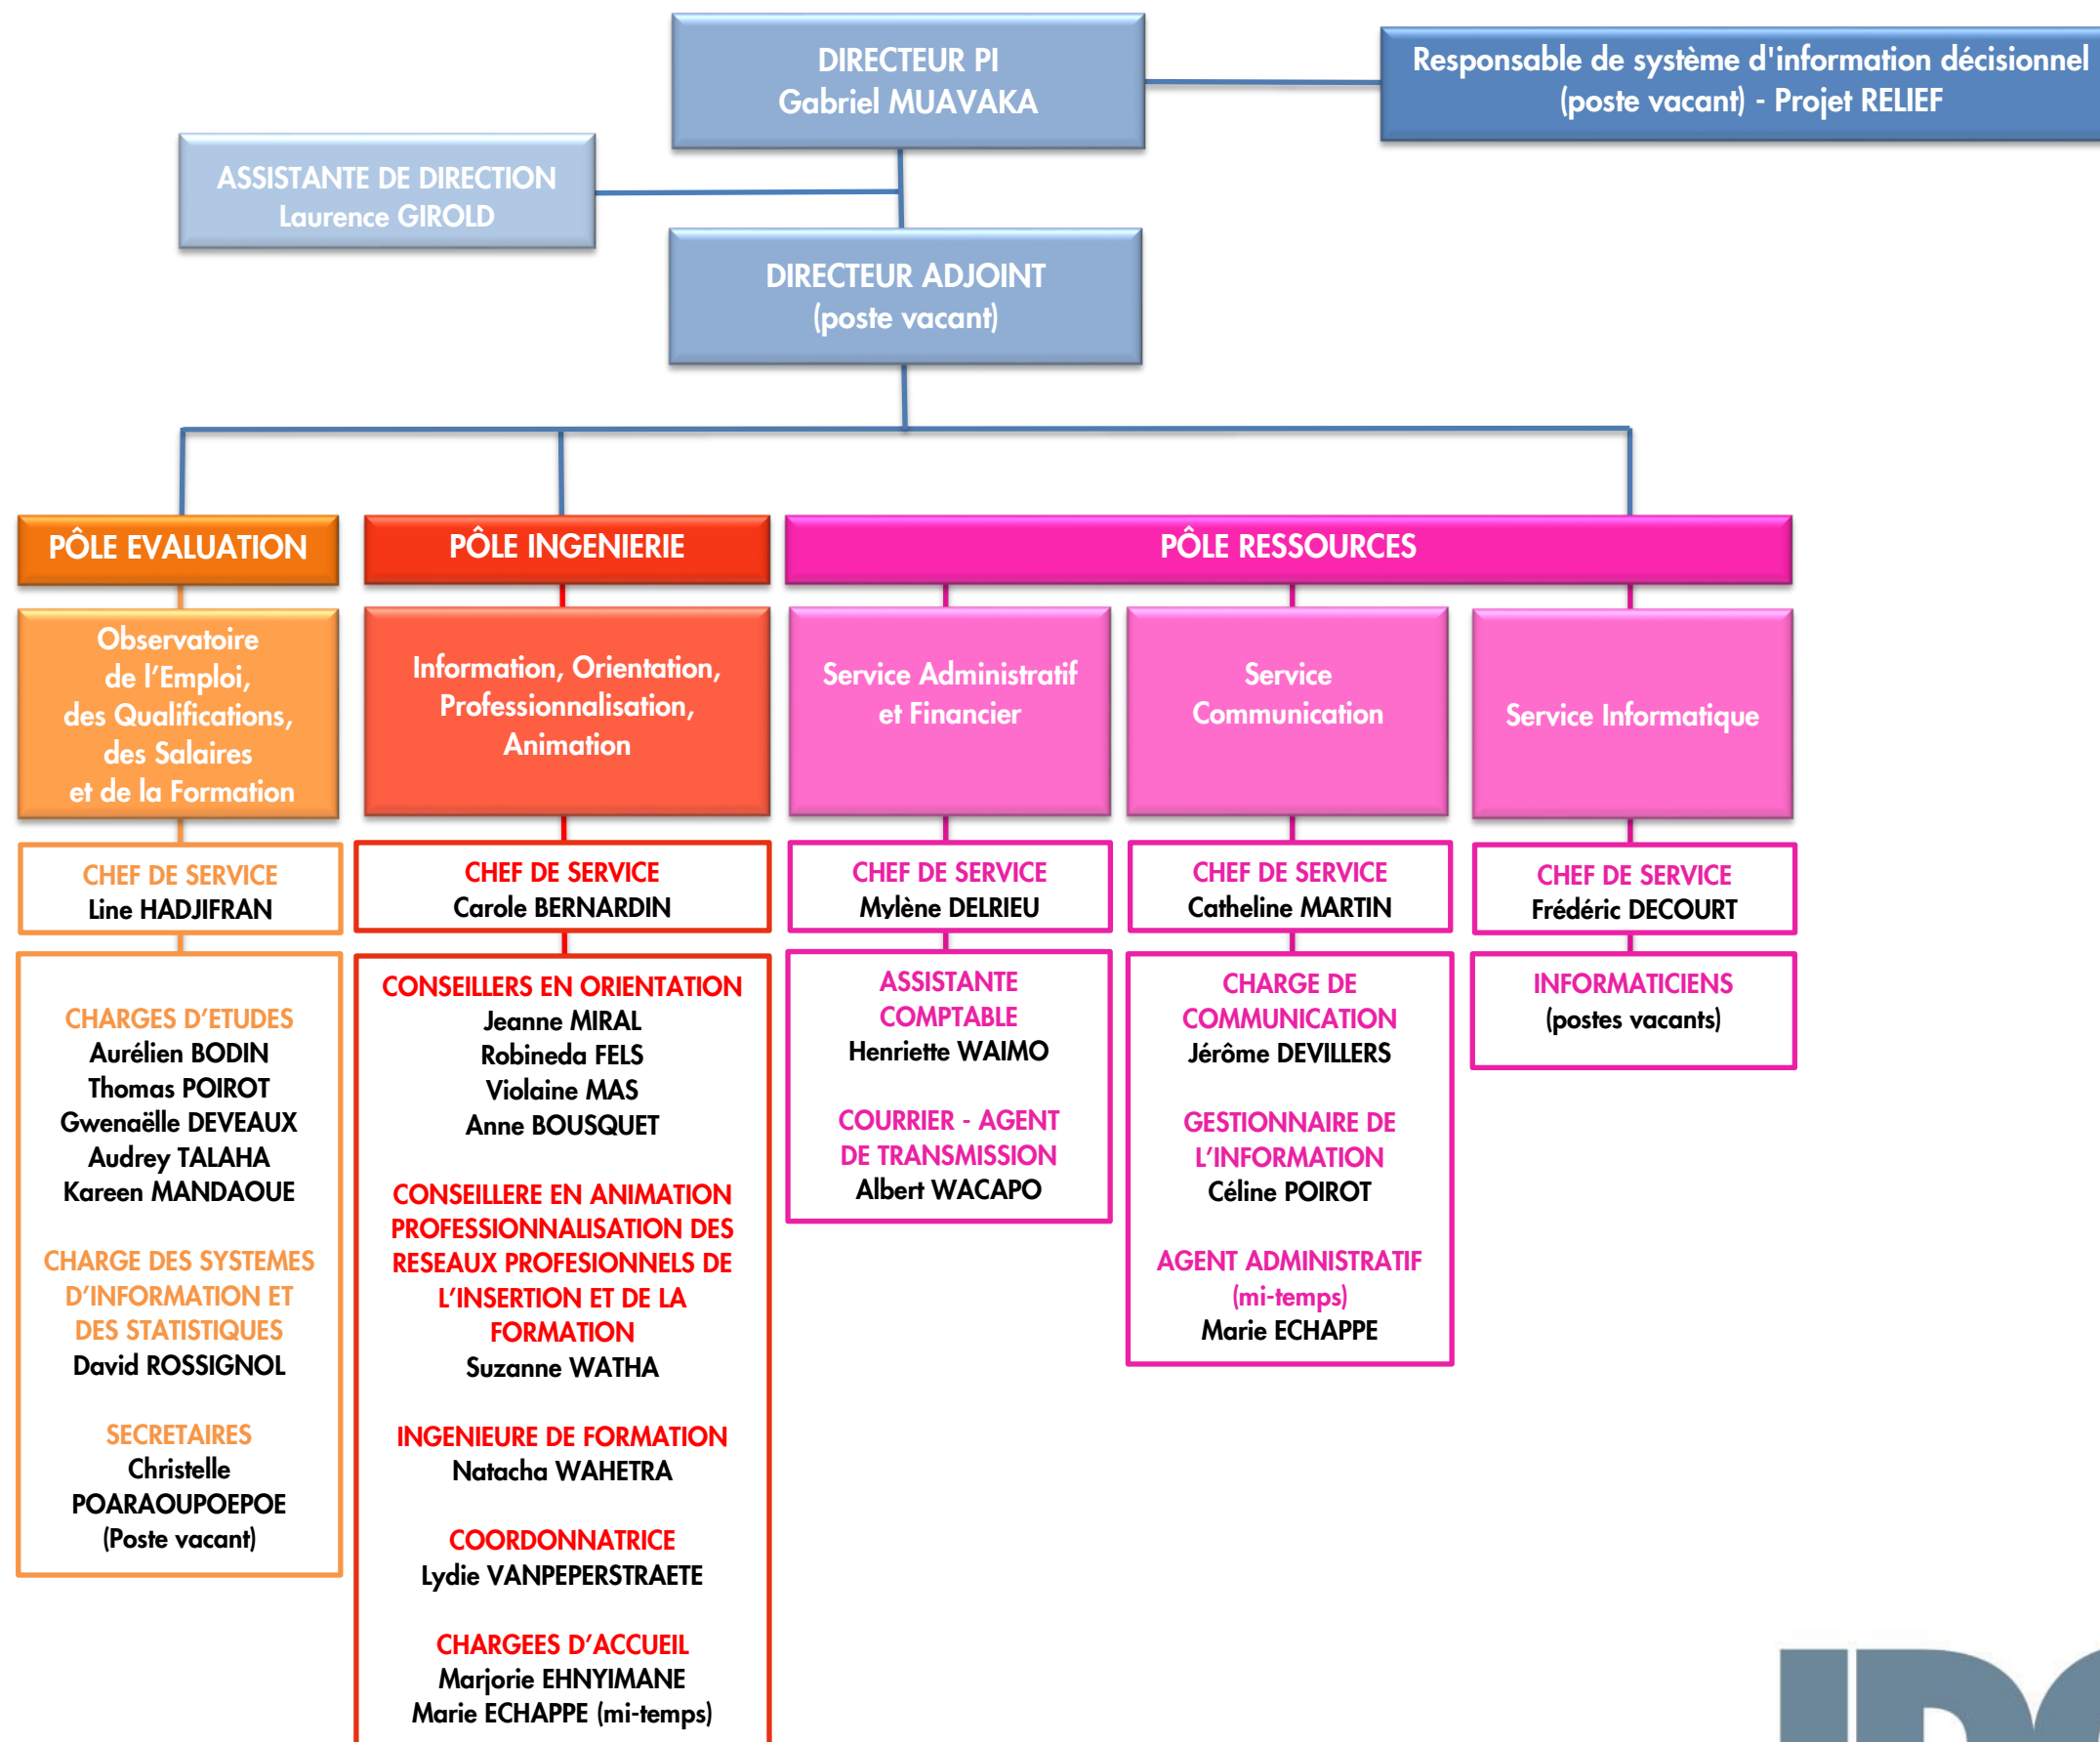 DIRECTEUR PI
Gabriel MUAVAKA
Responsable de système d'information décisionnel
(poste vacant) - Projet RELIEF
ASSISTANTE DE DIRECTION
Laurence GIROLD
DIRECTEUR ADJOINT
(poste vacant)
PÔLE EVALUATION
Observatoire
de l'Emploi,
des Qualifications,
des Salaires
et de la Formation
CHEF DE SERVICE
Line HADJIFRAN
CHARGES D'ETUDES
Aurélien BODIN
Thomas POIROT
Gwenaëlle DEVEAUX
Audrey TALAHA
Kareen MANDAOUE
CHARGE DES SYSTEMES
D'INFORMATION ET
DES STATISTIQUES
David ROSSIGNOL
SECRETAIRES
Christelle
POARAOUPOEPOE
(Poste vacant)
PÔLE INGENIERIE
Information, Orientation,
Professionnalisation,
Animation
CHEF DE SERVICE
Carole BERNARDIN
CONSEILLERS EN ORIENTATION
Jeanne MIRAL
Robineda FELS
Violaine MAS
Anne BOUSQUET
CONSEILLERE EN ANIMATION
PROFESSIONNALISATION DES
RESEAUX PROFESIONNELS DE
L'INSERTION ET DE LA
FORMATION
Suzanne WATHA
INGENIEURE DE FORMATION
Natacha WAHETRA
COORDONNATRICE
Lydie VANPEPERSTRAETE
CHARGEES D'ACCUEIL
Marjorie EHNYIMANE
Marie ECHAPPE (mi-temps)
PÔLE RESSOURCES
Service Administratif
et Financier
CHEF DE SERVICE
Mylène DELRIEU
ASSISTANTE
COMPTABLE
Henriette WAIMO
COURRIER - AGENT
DE TRANSMISSION
Albert WACAPO
Service
Communication
CHEF DE SERVICE
Catheline MARTIN
CHARGE DE
COMMUNICATION
Jérôme DEVILLERS
GESTIONNAIRE DE
L'INFORMATION
Céline POIROT
AGENT ADMINISTRATIF
(mi-temps)
Marie ECHAPPE
Service Informatique
CHEF DE SERVICE
Frédéric DECOURT
INFORMATICIENS
(postes vacants)